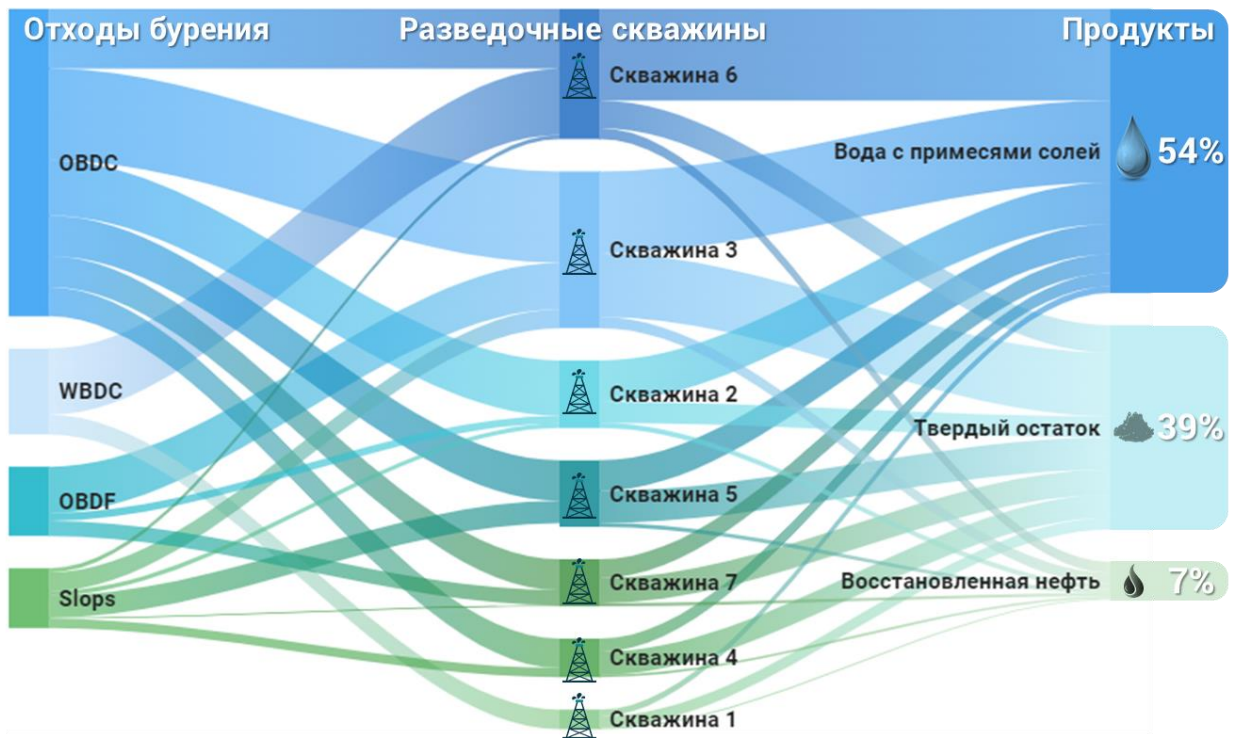 Отходы бурения
Разведочные скважины
Продукты
OBDC
WBDC
OBDF
Slops
Скважина 6
Скважина 3
Скважина 2
Скважина 5
Скважина 7
Скважина 4
Скважина 1
Вода с примесями солей
54%
Твердый остаток
39%
Восстановленная нефть
7%